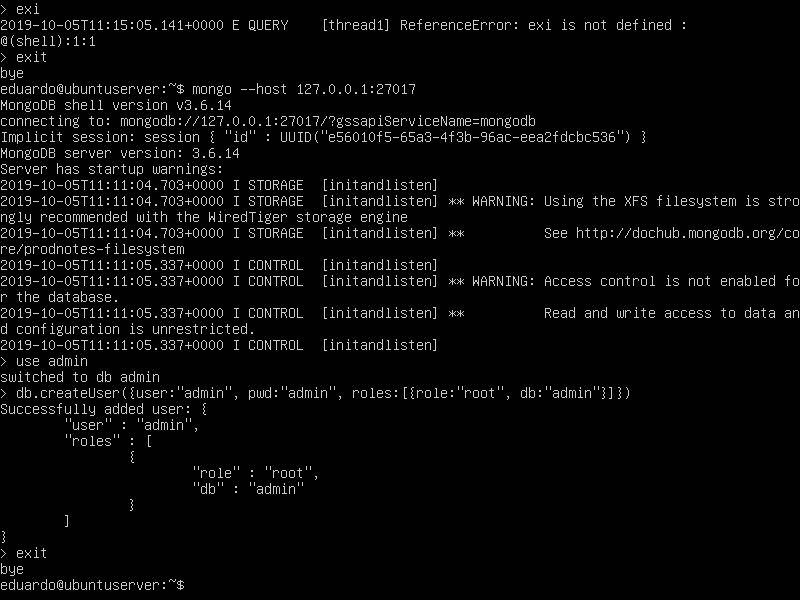 > exi
2019-10-05T11:15:05.141+0000 E QUERY    [thread1] ReferenceError: exi is not defined :
@(shell):1:1
> exit
bye
eduardo@ubuntuserver:~$ mongo --host 127.0.0.1:27017
MongoDB shell version v3.6.14
connecting to: mongodb://127.0.0.1:27017/?gssapiServiceName=mongodb
Implicit session: session { "id" : UUID("e56010f5-65a3-4f3b-96ac-eea2fdcbc536") }
MongoDB server version: 3.6.14
Server has startup warnings:
2019-10-05T11:11:04.703+0000 I STORAGE  [initandlisten]
2019-10-05T11:11:04.703+0000 I STORAGE  [initandlisten] ** WARNING: Using the XFS filesystem is stro
ngly recommended with the WiredTiger storage engine
2019-10-05T11:11:04.703+0000 I STORAGE  [initandlisten] **          See http://dochub.mongodb.org/co
re/prodnotes-filesystem
2019-10-05T11:11:05.337+0000 I CONTROL  [initandlisten]
2019-10-05T11:11:05.337+0000 I CONTROL  [initandlisten] ** WARNING: Access control is not enabled fo
r the database.
2019-10-05T11:11:05.337+0000 I CONTROL  [initandlisten] **          Read and write access to data an
d configuration is unrestricted.
2019-10-05T11:11:05.337+0000 I CONTROL  [initandlisten]
> use admin
switched to db admin
> db.createUser({user:"admin", pwd:"admin", roles:[{role:"root", db:"admin"}]})
Successfully added user: {
        "user" : "admin",
        "roles" : [
                {
                        "role" : "root",
                        "db" : "admin"
                }
        ]
}
> exit
bye
eduardo@ubuntuserver:~$